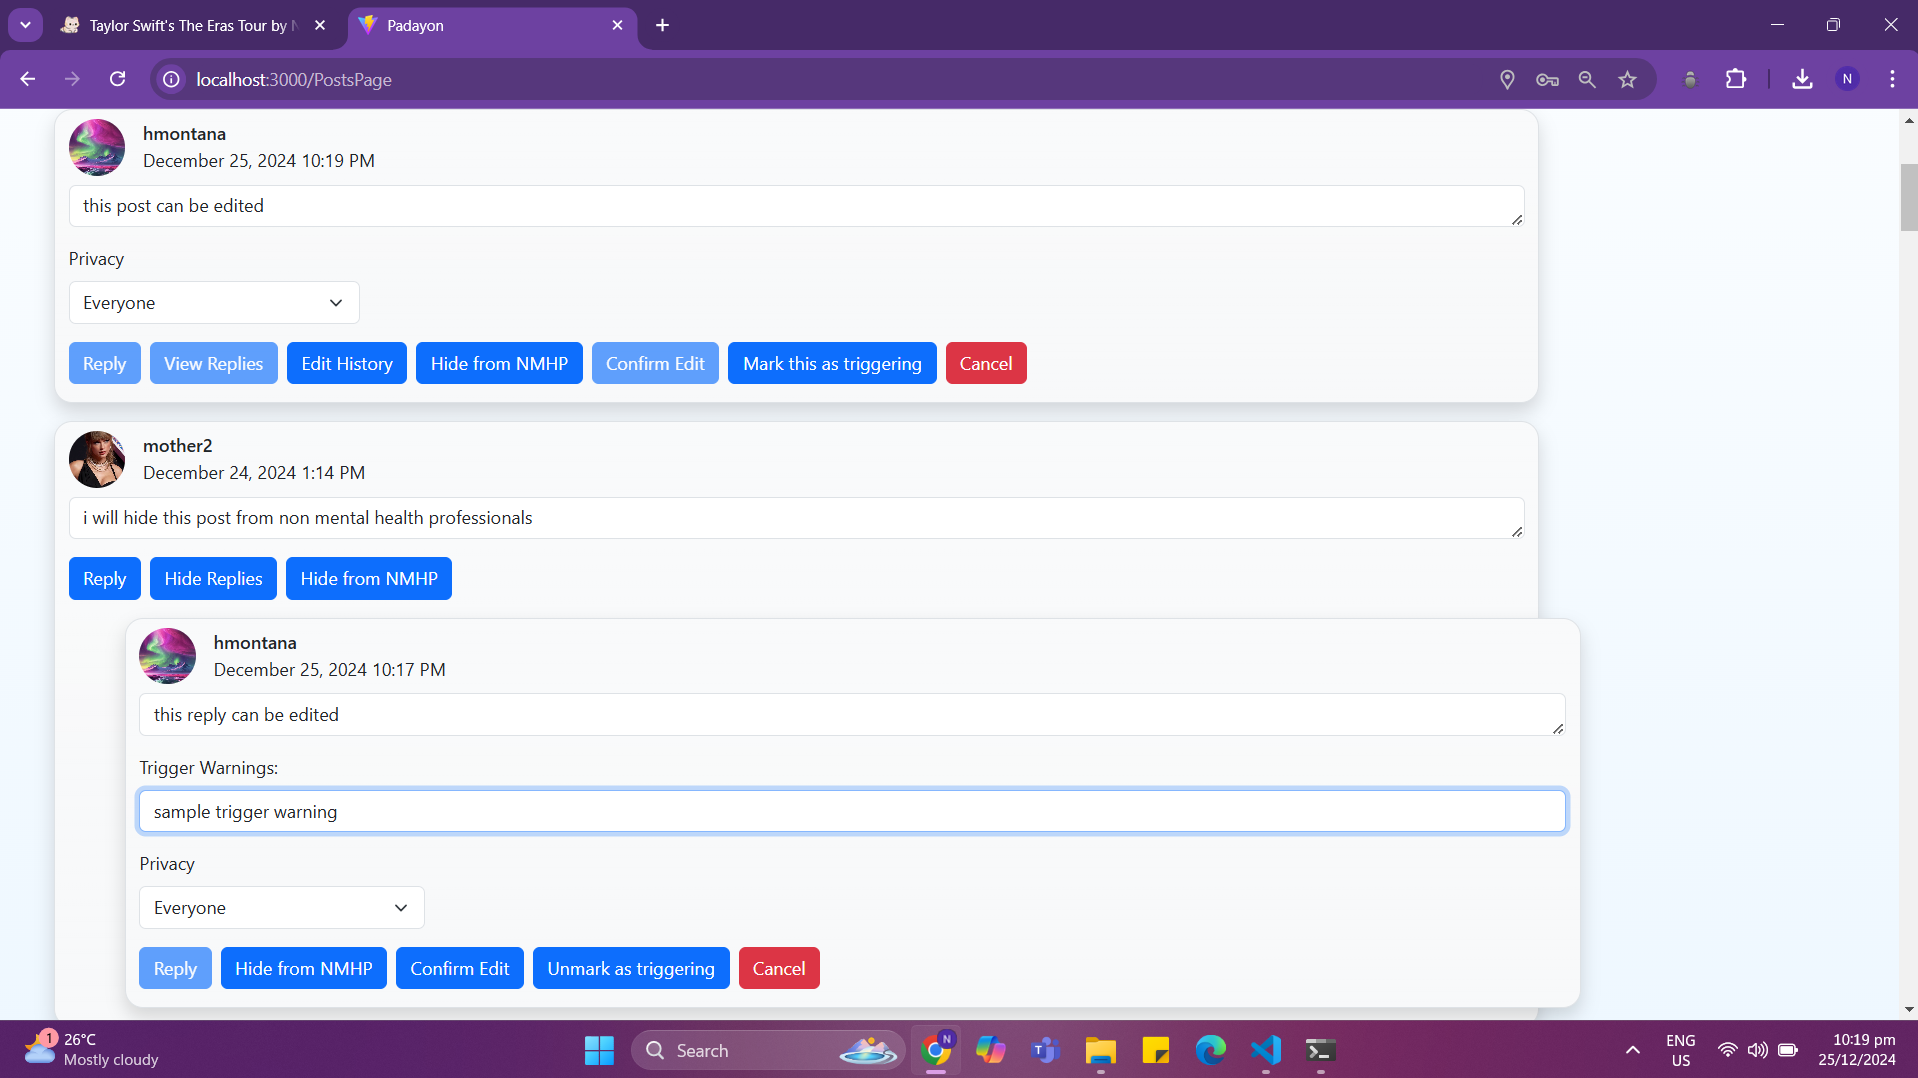 Taylor Swift's The Eras Tour by
Padayon
localhost:3000/PostsPage
N
hmontana
December 25, 2024 10:19 PM
this post can be edited
Privacy
Everyone
Reply View Replies Edit History Hide from NMHP Confirm Edit Mark this as triggering Cancel
mother2
December 24, 2024 1:14 PM
i will hide this post from non mental health professionals
Reply Hide Replies Hide from NMHP
hmontana
December 25, 2024 10:17 PM
this reply can be edited
Trigger Warnings:
sample trigger warning
Privacy
Everyone
Reply Hide from NMHP Confirm Edit Unmark as triggering Cancel
1
26°C
Mostly cloudy
Search
N
ENG
US
10:19 pm
25/12/2024